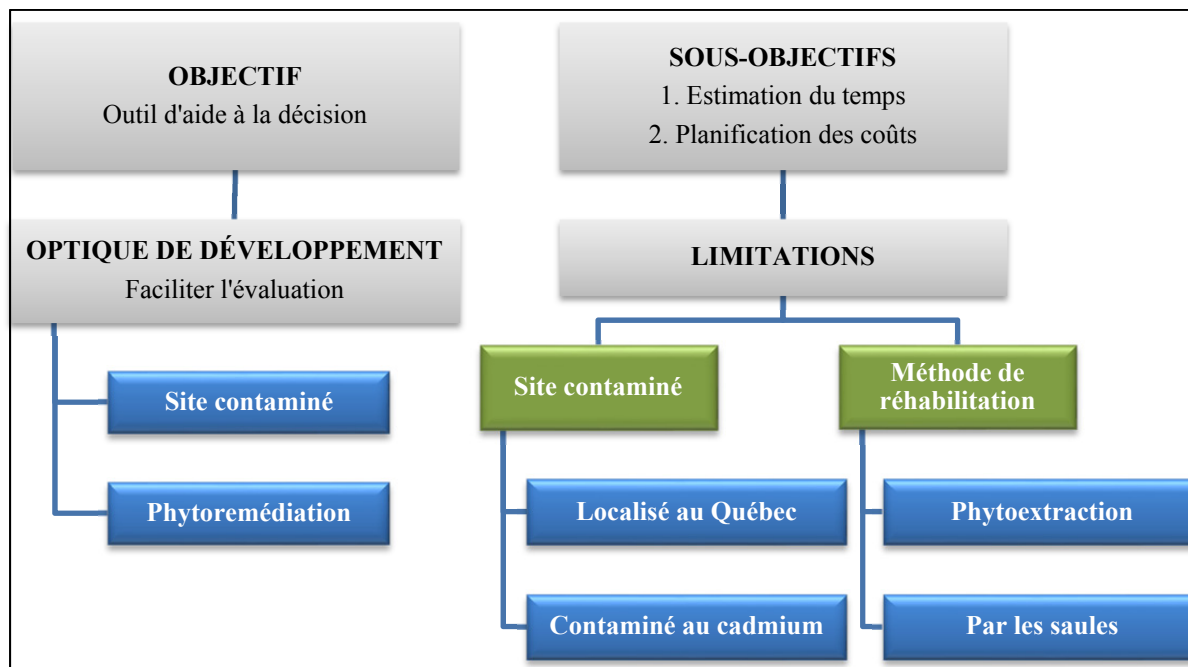 OBJECTIF
Outil d'aide à la décision
OPTIQUE DE DÉVELOPPEMENT
Faciliter l'évaluation
Site contaminé
Phytoremédiation
SOUS-OBJECTIFS
1. Estimation du temps
2. Planification des coûts
LIMITATIONS
Site contaminé
Localisé au Québec
Contaminé au cadmium
Méthode de
réhabilitation
Phytoextraction
Par les saules